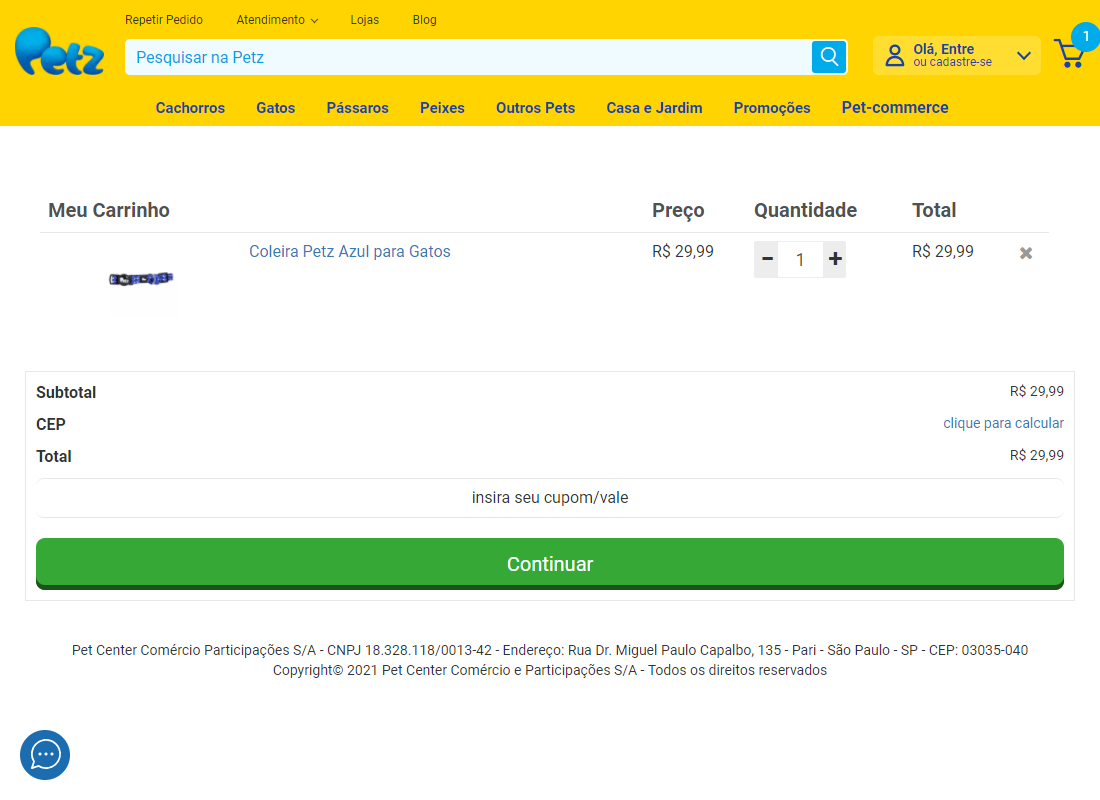 Repetir Pedido Atendimento Lojas Blog
Petz
Pesquisar na Petz
Olá, Entre
ou cadastre-se
1
Cachorros Gatos Pássaros Peixes Outros Pets Casa e Jardim Promoções Pet-commerce
Meu Carrinho Preço Quantidade Total
Coleira Petz Azul para Gatos R$ 29,99 − 1 + R$ 29,99 ✖
Subtotal R$ 29,99
CEP clique para calcular
Total R$ 29,99
insira seu cupom/vale
Continuar
Pet Center Comércio Participações S/A - CNPJ 18.328.118/0013-42 - Endereço: Rua Dr. Miguel Paulo Capalbo, 135 - Pari - São Paulo - SP - CEP: 03035-040
Copyright© 2021 Pet Center Comércio e Participações S/A - Todos os direitos reservados